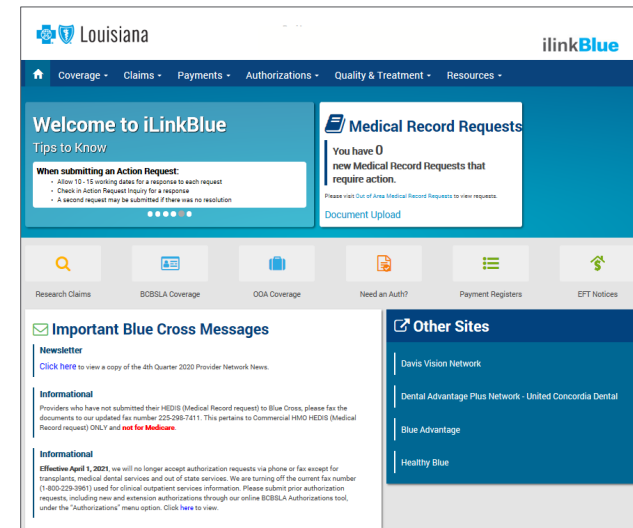 Louisiana
ilinkBlue
Coverage Claims Payments Authorizations Quality & Treatment Resources
Welcome to iLinkBlue
Tips to Know
When submitting an Action Request:
Allow 10 - 15 working dates for a response to each request
Check in Action Request Inquiry for a response
A second request may be submitted if there was no resolution
Medical Record Requests
You have 0
new Medical Record Requests that
require action.
Please visit Out of Area Medical Record Requests to view requests.
Document Upload
Research Claims BCBSLA Coverage OOA Coverage Need an Auth? Payment Registers EFT Notices
Important Blue Cross Messages
Newsletter
Click here to view a copy of the 4th Quarter 2020 Provider Network News.
Informational
Providers who have not submitted their HEDIS (Medical Record request) to Blue Cross, please fax the
documents to our updated fax number 225-298-7411. This pertains to Commercial HMO HEDIS (Medical
Record request) ONLY and not for Medicare.
Informational
Effective April 1, 2021, we will no longer accept authorization requests via phone or fax except for
transplants, medical dental services and out of state services. We are turning off the current fax number
(1-800-229-3961) used for clinical outpatient services information. Please submit prior authorization
requests, including new and extension authorizations through our online BCBSLA Authorizations tool,
under the "Authorizations" menu option. Click here to view.
Other Sites
Davis Vision Network
Dental Advantage Plus Network - United Concordia Dental
Blue Advantage
Healthy Blue